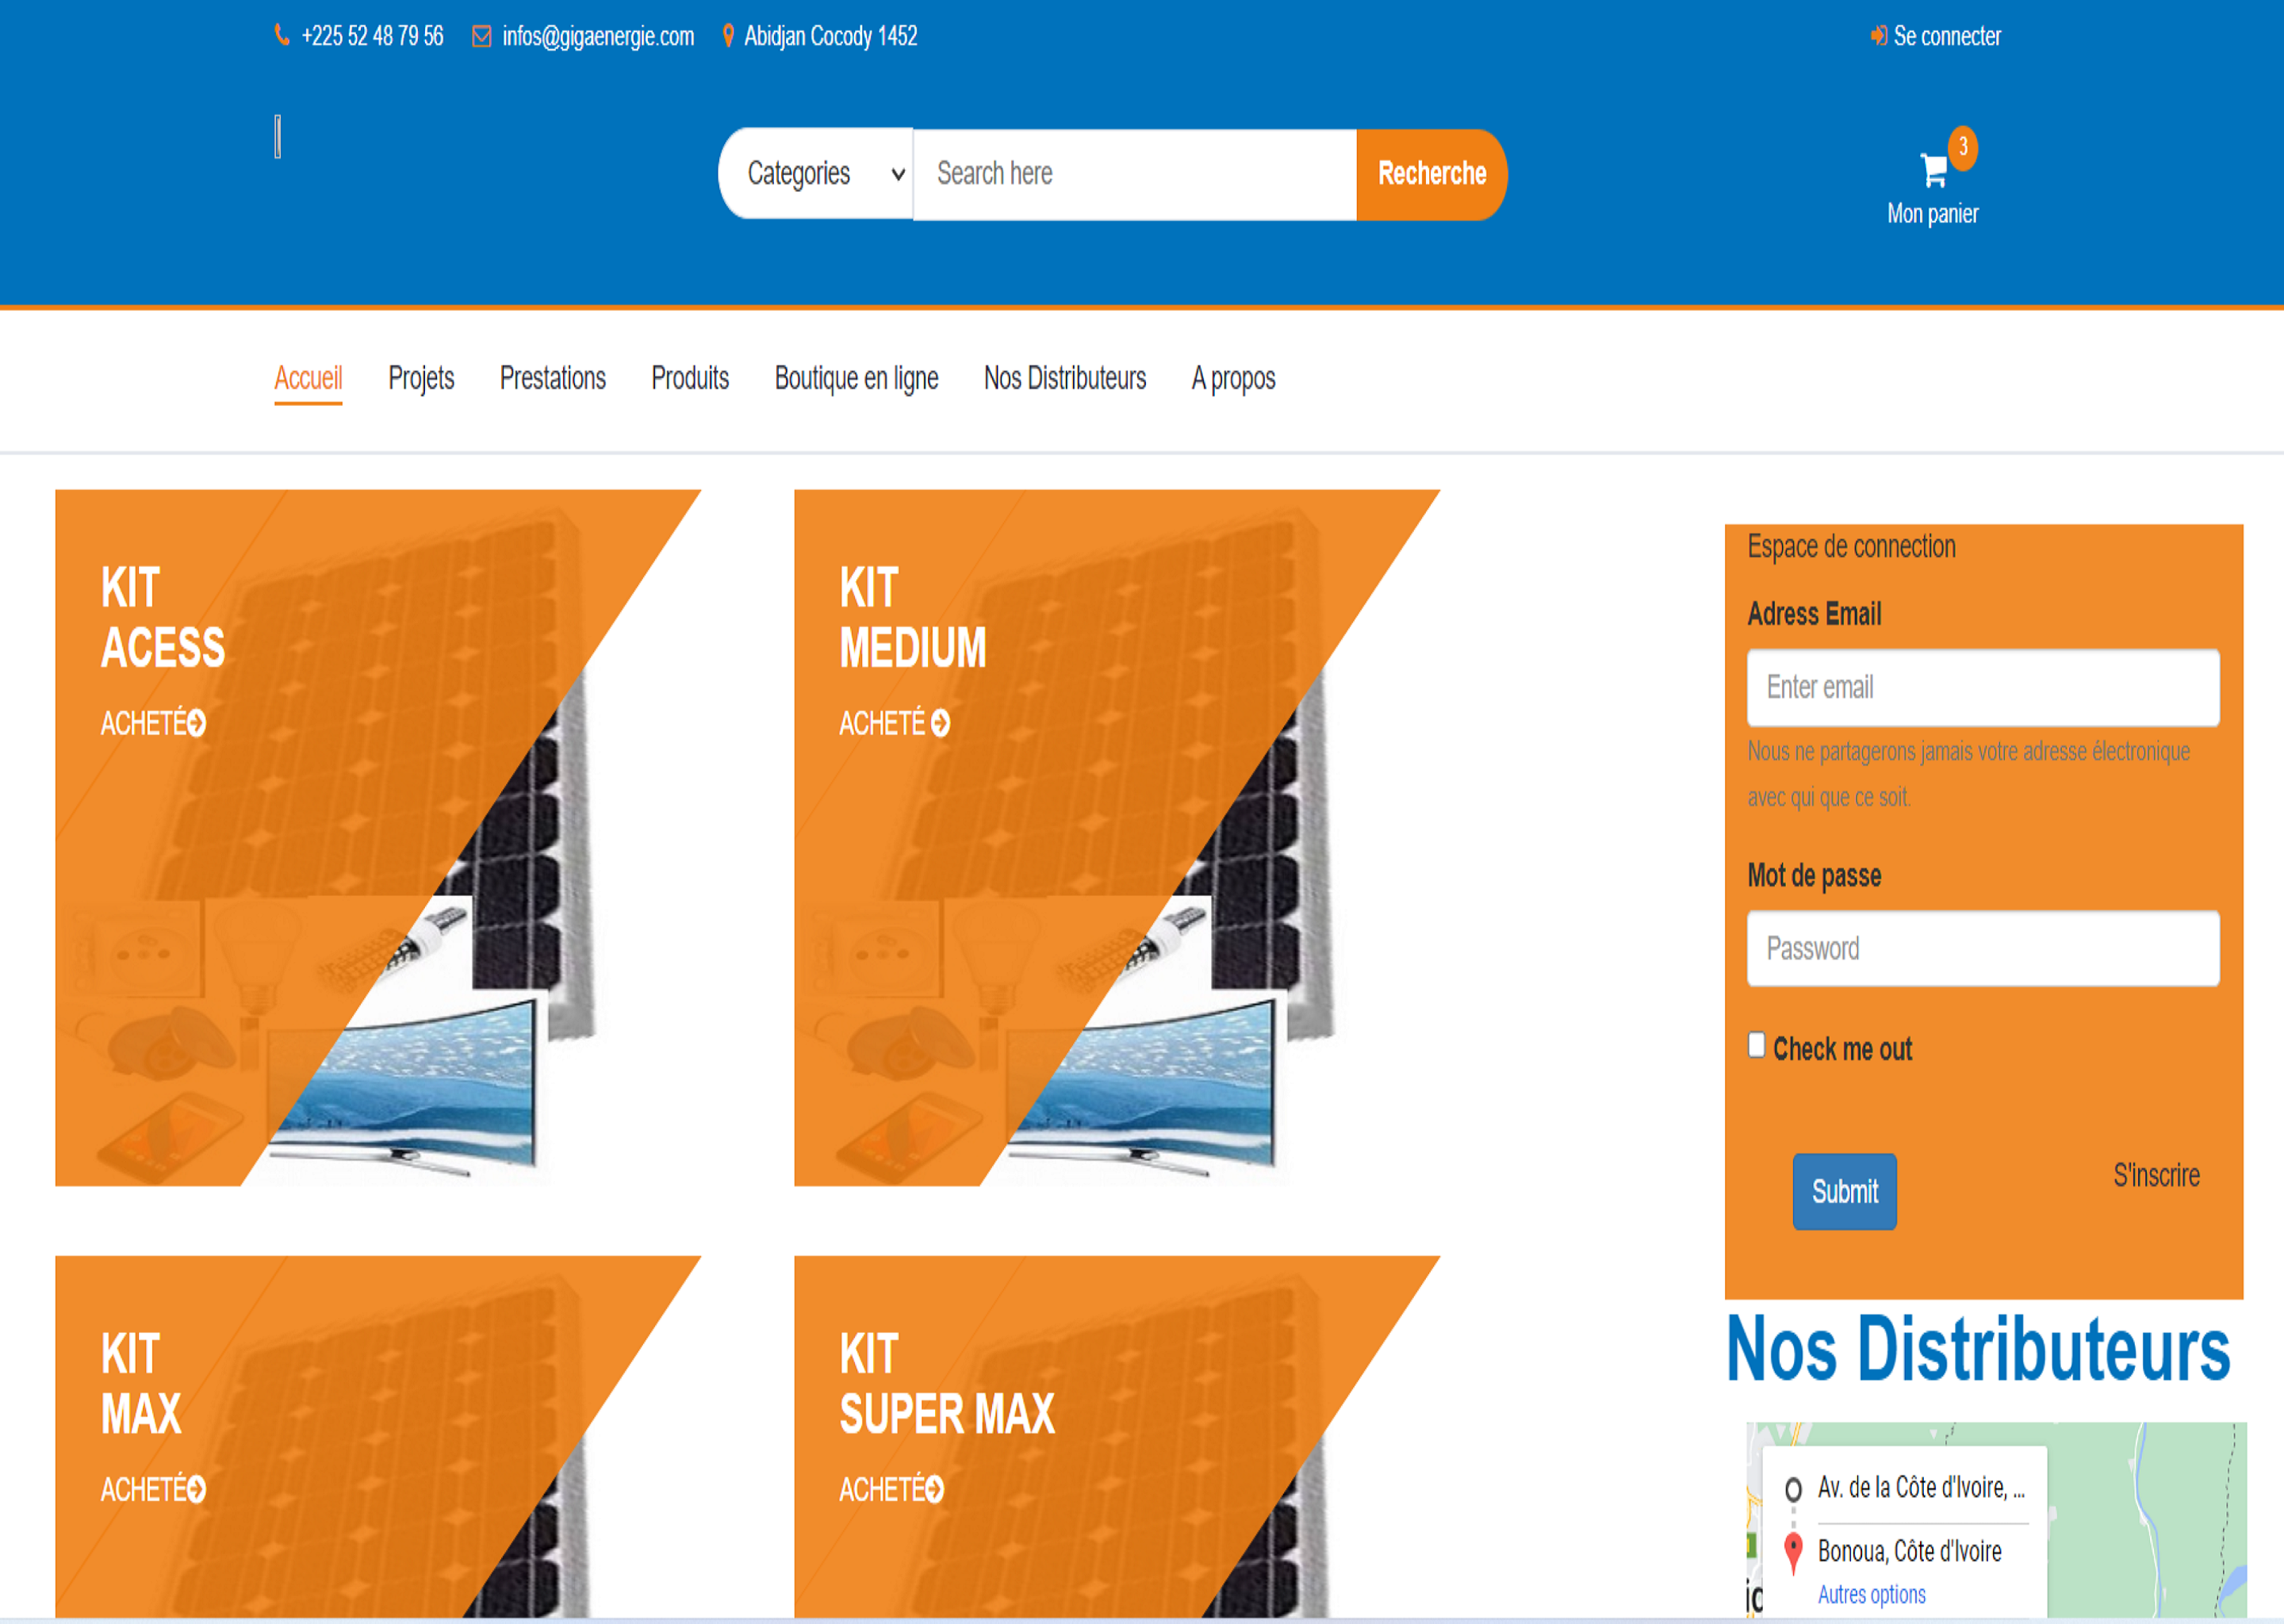 +225 52 48 79 56 infos@gigaenergie.com Abidjan Cocody 1452 Se connecter
Categories Search here Recherche
3
Mon panier
Accueil Projets Prestations Produits Boutique en ligne Nos Distributeurs A propos
KIT
ACESS
ACHETÉ
KIT
MEDIUM
ACHETÉ
Espace de connection
Adress Email
Enter email
Nous ne partagerons jamais votre adresse électronique
avec qui que ce soit.
Mot de passe
Password
Check me out
Submit
S'inscrire
KIT
MAX
ACHETÉ
KIT
SUPER MAX
ACHETÉ
Nos Distributeurs
Av. de la Côte d'Ivoire, ...
Bonoua, Côte d'Ivoire
Autres options